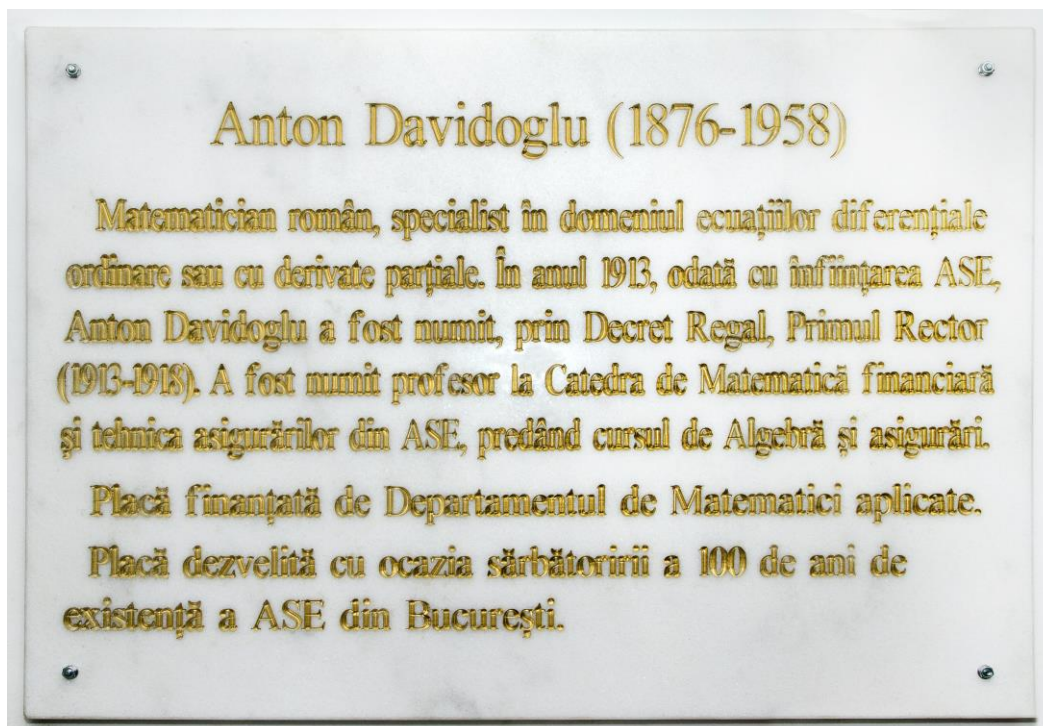 Anton Davidoglu (1876-1958)
Matematician român, specialist în domeniul ecuațiilor diferențiale
ordinare sau cu derivate parțiale. În anul 1913, odată cu înființarea ASE,
Anton Davidoglu a fost numit, prin Decret Regal, Primul Rector
(1913-1918). A fost numit profesor la Catedra de Matematică financiară
și tehnica asigurărilor din ASE, predând cursul de Algebră și asigurări.
Placă finanțată de Departamentul de Matematici aplicate.
Placă dezvelită cu ocazia sărbătoririi a 100 de ani de
existență a ASE din București.